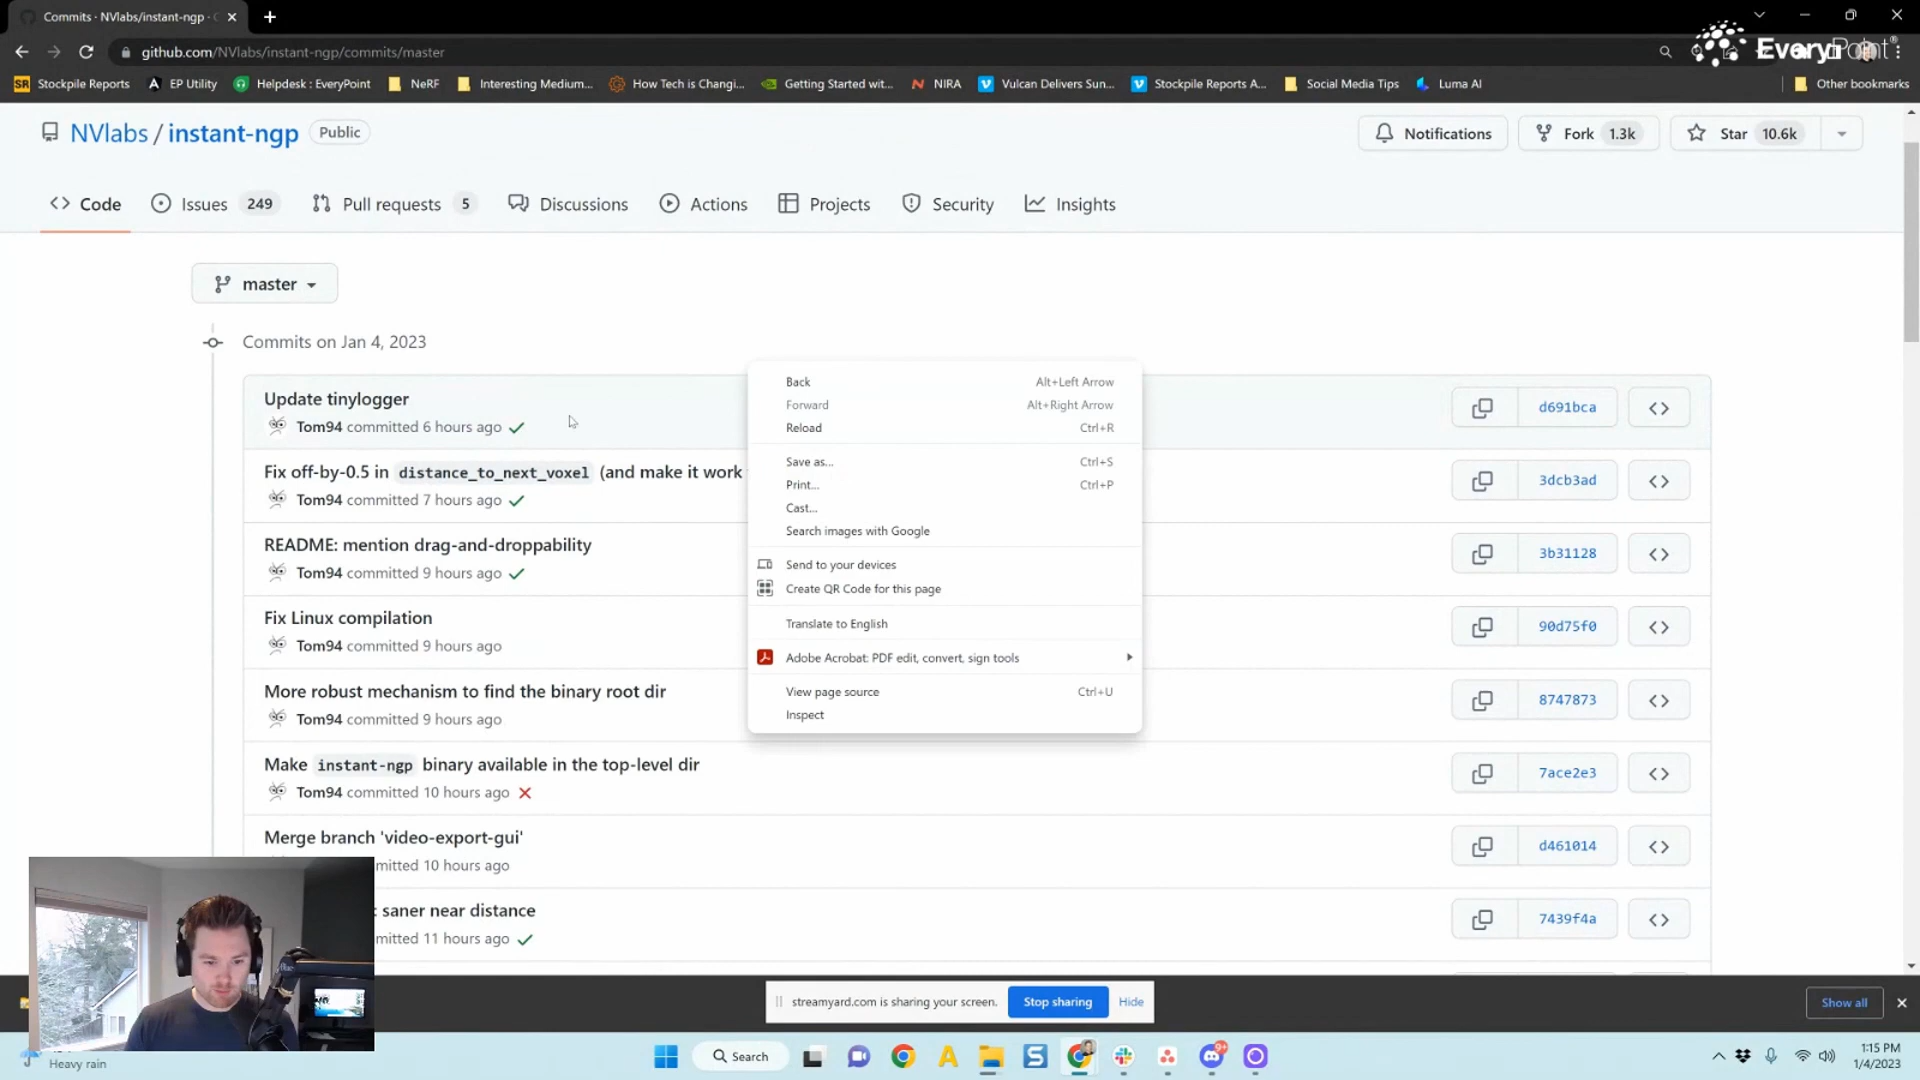 Commits · NVlabs/instant-ngp ·
github.com/NVlabs/instant-ngp/commits/master
Every Point®
SR Stockpile Reports
EP Utility
Helpdesk : EveryPoint
NeRF
Interesting Medium...
How Tech is Changi...
Getting Started wit...
NIRA
Vulcan Delivers Sun...
Stockpile Reports A...
Social Media Tips
Luma AI
Other bookmarks
NVlabs / instant-ngp Public
Notifications
Fork 1.3k
Star 10.6k
Code
Issues 249
Pull requests 5
Discussions
Actions
Projects
Security
Insights
master
Commits on Jan 4, 2023
Update tinylogger
Tom94 committed 6 hours ago
d691bca
Fix off-by-0.5 in distance_to_next_voxel (and make it work
Tom94 committed 7 hours ago
3dcb3ad
README: mention drag-and-droppability
Tom94 committed 9 hours ago
3b31128
Fix Linux compilation
Tom94 committed 9 hours ago
90d75f0
More robust mechanism to find the binary root dir
Tom94 committed 9 hours ago
8747873
Make instant-ngp binary available in the top-level dir
Tom94 committed 10 hours ago
7ace2e3
Merge branch 'video-export-gui'
committed 10 hours ago
d461014
: saner near distance
mitted 11 hours ago
7439f4a
Back Alt+Left Arrow
Forward Alt+Right Arrow
Reload Ctrl+R
Save as... Ctrl+S
Print... Ctrl+P
Cast...
Search images with Google
Send to your devices
Create QR Code for this page
Translate to English
Adobe Acrobat: PDF edit, convert, sign tools
View page source Ctrl+U
Inspect
streamyard.com is sharing your screen.
Stop sharing
Hide
Show all
Heavy rain
Search
9+
1:15 PM
1/4/2023